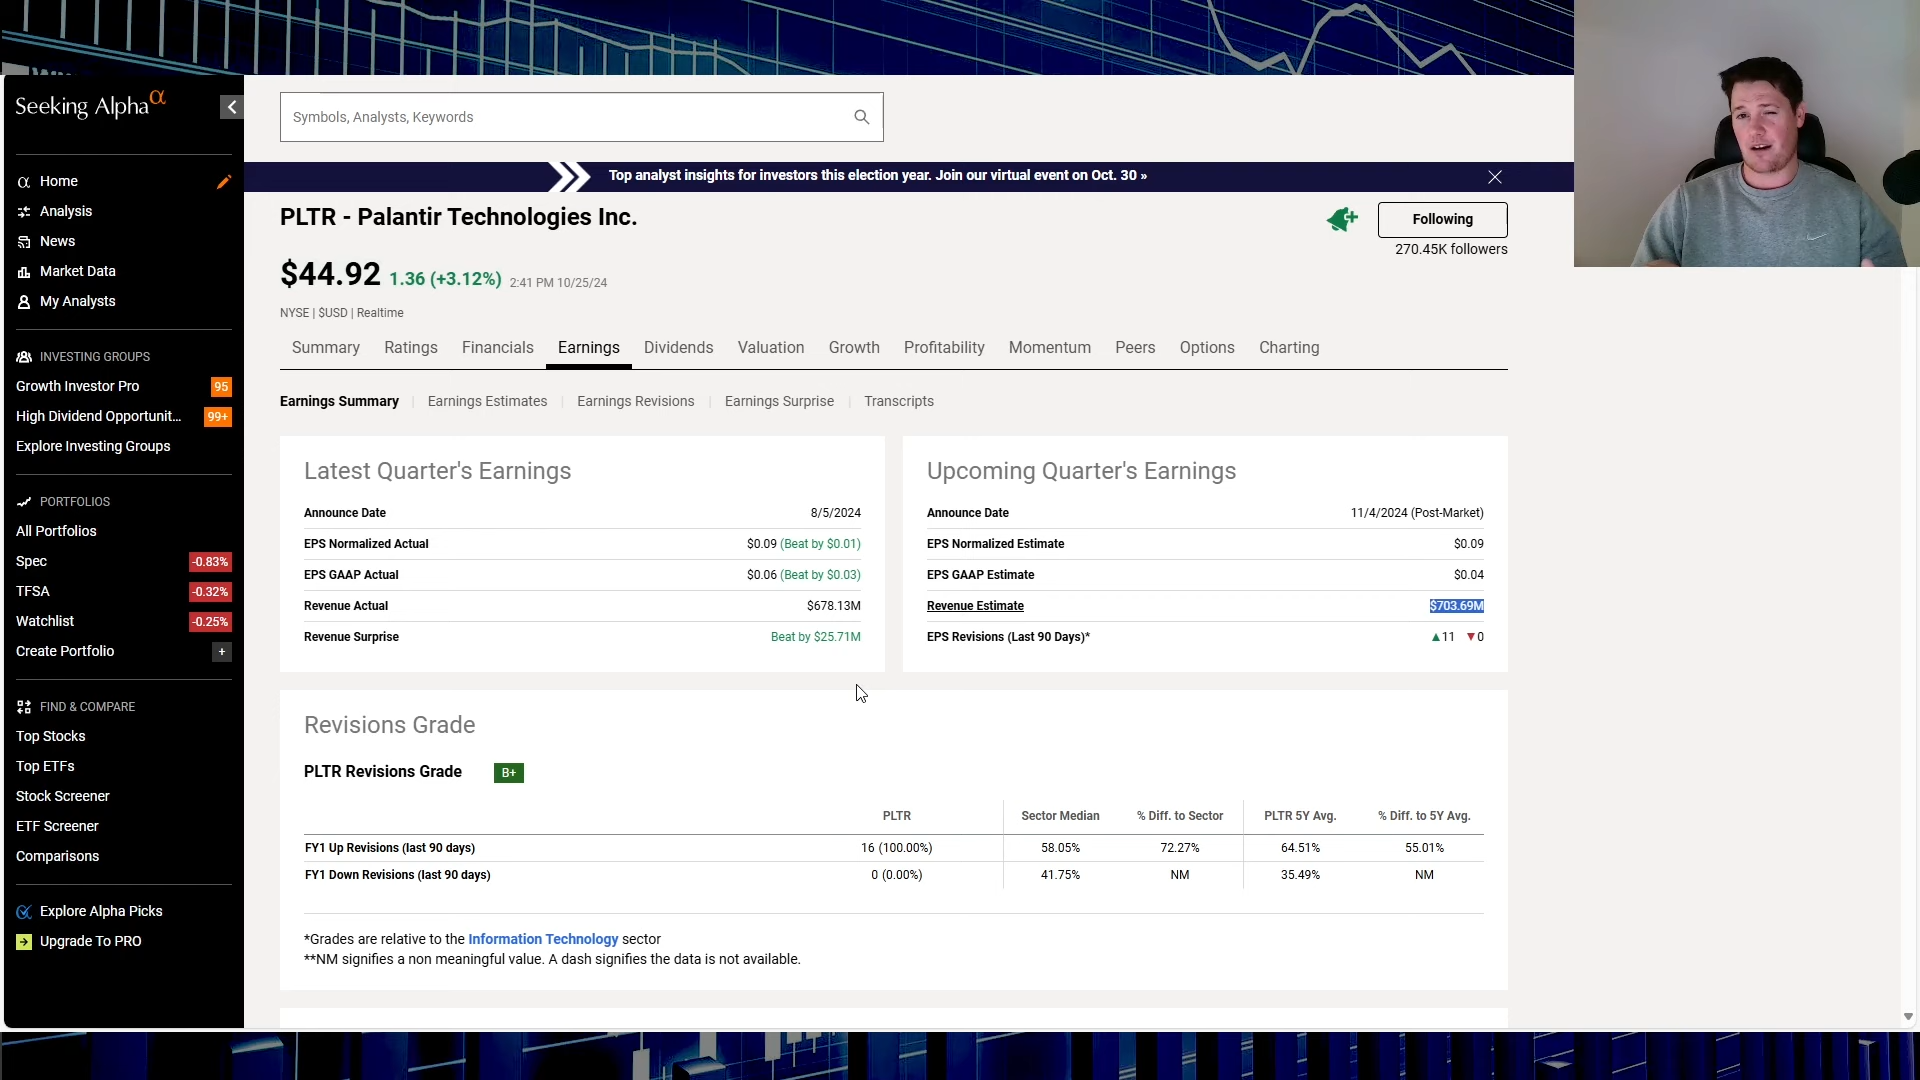 Seeking Alpha α
Home
Analysis
News
Market Data
My Analysts
INVESTING GROUPS
Growth Investor Pro 95
High Dividend Opportunit... 99+
Explore Investing Groups
PORTFOLIOS
All Portfolios
Spec -0.83%
TFSA -0.32%
Watchlist -0.25%
Create Portfolio +
FIND & COMPARE
Top Stocks
Top ETFs
Stock Screener
ETF Screener
Comparisons
Explore Alpha Picks
Upgrade To PRO
Symbols, Analysts, Keywords
Top analyst insights for investors this election year. Join our virtual event on Oct. 30 »
PLTR - Palantir Technologies Inc.
Following
270.45K followers
$44.92 1.36 (+3.12%) 2:41 PM 10/25/24
NYSE | $USD | Realtime
Summary Ratings Financials Earnings Dividends Valuation Growth Profitability Momentum Peers Options Charting
Earnings Summary | Earnings Estimates | Earnings Revisions | Earnings Surprise | Transcripts
Latest Quarter's Earnings
Announce Date 8/5/2024
EPS Normalized Actual $0.09 (Beat by $0.01)
EPS GAAP Actual $0.06 (Beat by $0.03)
Revenue Actual $678.13M
Revenue Surprise Beat by $25.71M
Upcoming Quarter's Earnings
Announce Date 11/4/2024 (Post-Market)
EPS Normalized Estimate $0.09
EPS GAAP Estimate $0.04
Revenue Estimate $703.69M
EPS Revisions (Last 90 Days)* ▲11 ▼0
Revisions Grade
PLTR Revisions Grade B+
PLTR Sector Median % Diff. to Sector PLTR 5Y Avg. % Diff. to 5Y Avg.
FY1 Up Revisions (last 90 days) 16 (100.00%) 58.05% 72.27% 64.51% 55.01%
FY1 Down Revisions (last 90 days) 0 (0.00%) 41.75% NM 35.49% NM
*Grades are relative to the Information Technology sector
**NM signifies a non meaningful value. A dash signifies the data is not available.